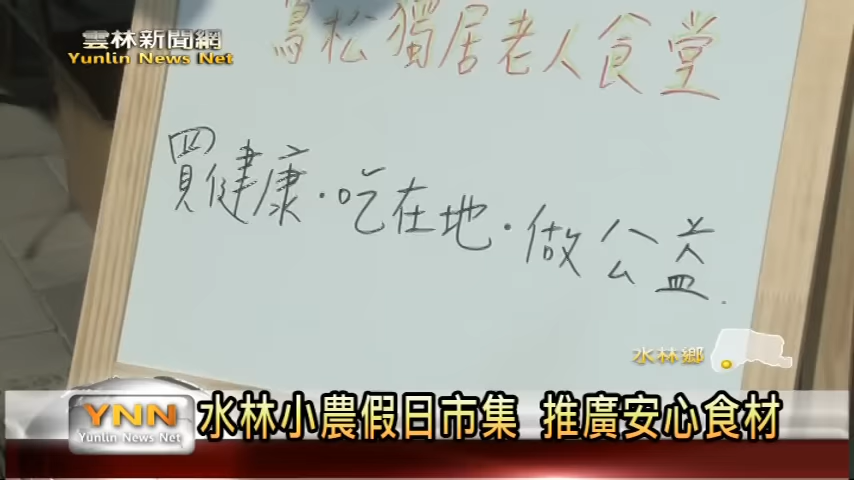 雲林新聞網
Yunlin News Net
蔦松獨居老人食堂
買健康·吃在地·做公益.
水林鄉
YNN 水林小農假日市集 推廣安心食材
Yunlin News Net